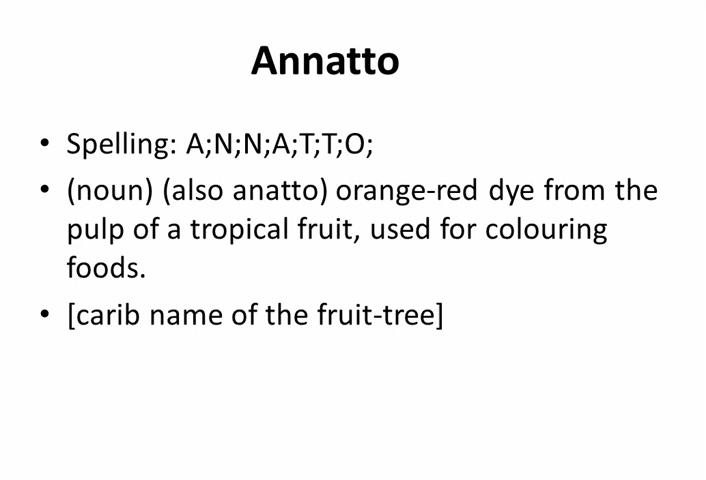 Annatto
• Spelling: A;N;N;A;T;T;O;
• (noun) (also anatto) orange-red dye from the
pulp of a tropical fruit, used for colouring
foods.
• [carib name of the fruit-tree]